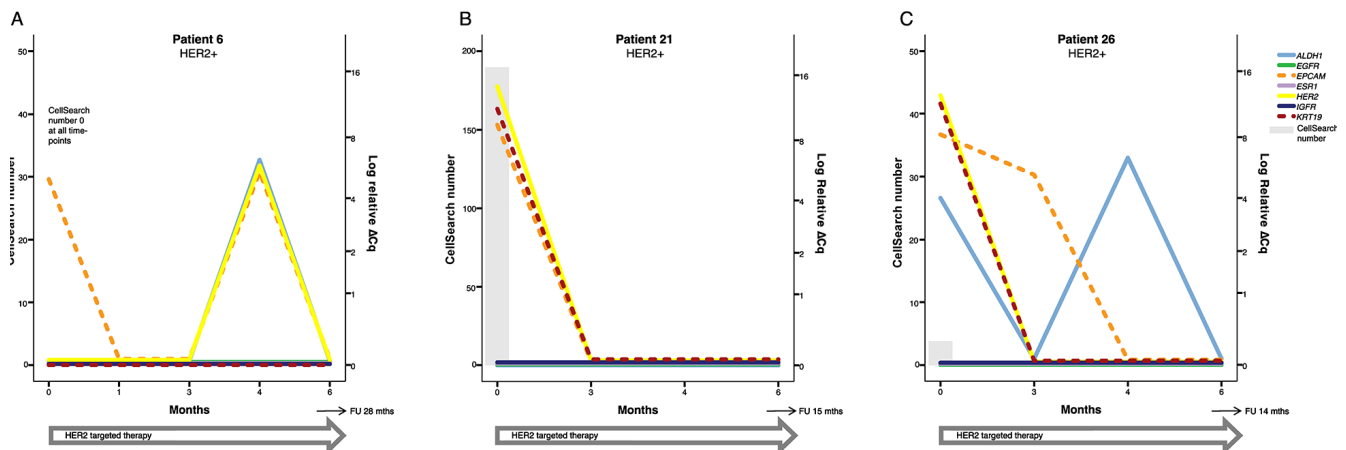 A
Patient 6
HER2+
50
40
30
20
10
0
CellSearch number
CellSearch
number 0
at all time-
points
16
8
4
2
1
0
Log relative ΔCq
0
1
3
4
6
Months
FU 28 mths
HER2 targeted therapy
B
Patient 21
HER2+
200
150
100
50
0
CellSearch number
16
8
4
2
1
0
Log Relative ΔCq
0
3
4
6
Months
FU 15 mths
HER2 targeted therapy
C
Patient 26
HER2+
50
40
30
20
10
0
CellSearch number
16
8
4
2
1
0
Log Relative ΔCq
0
3
4
6
Months
FU 14 mths
HER2 targeted therapy
ALDH1
EGFR
EPCAM
ESR1
HER2
IGFR
KRT19
CellSearch
number